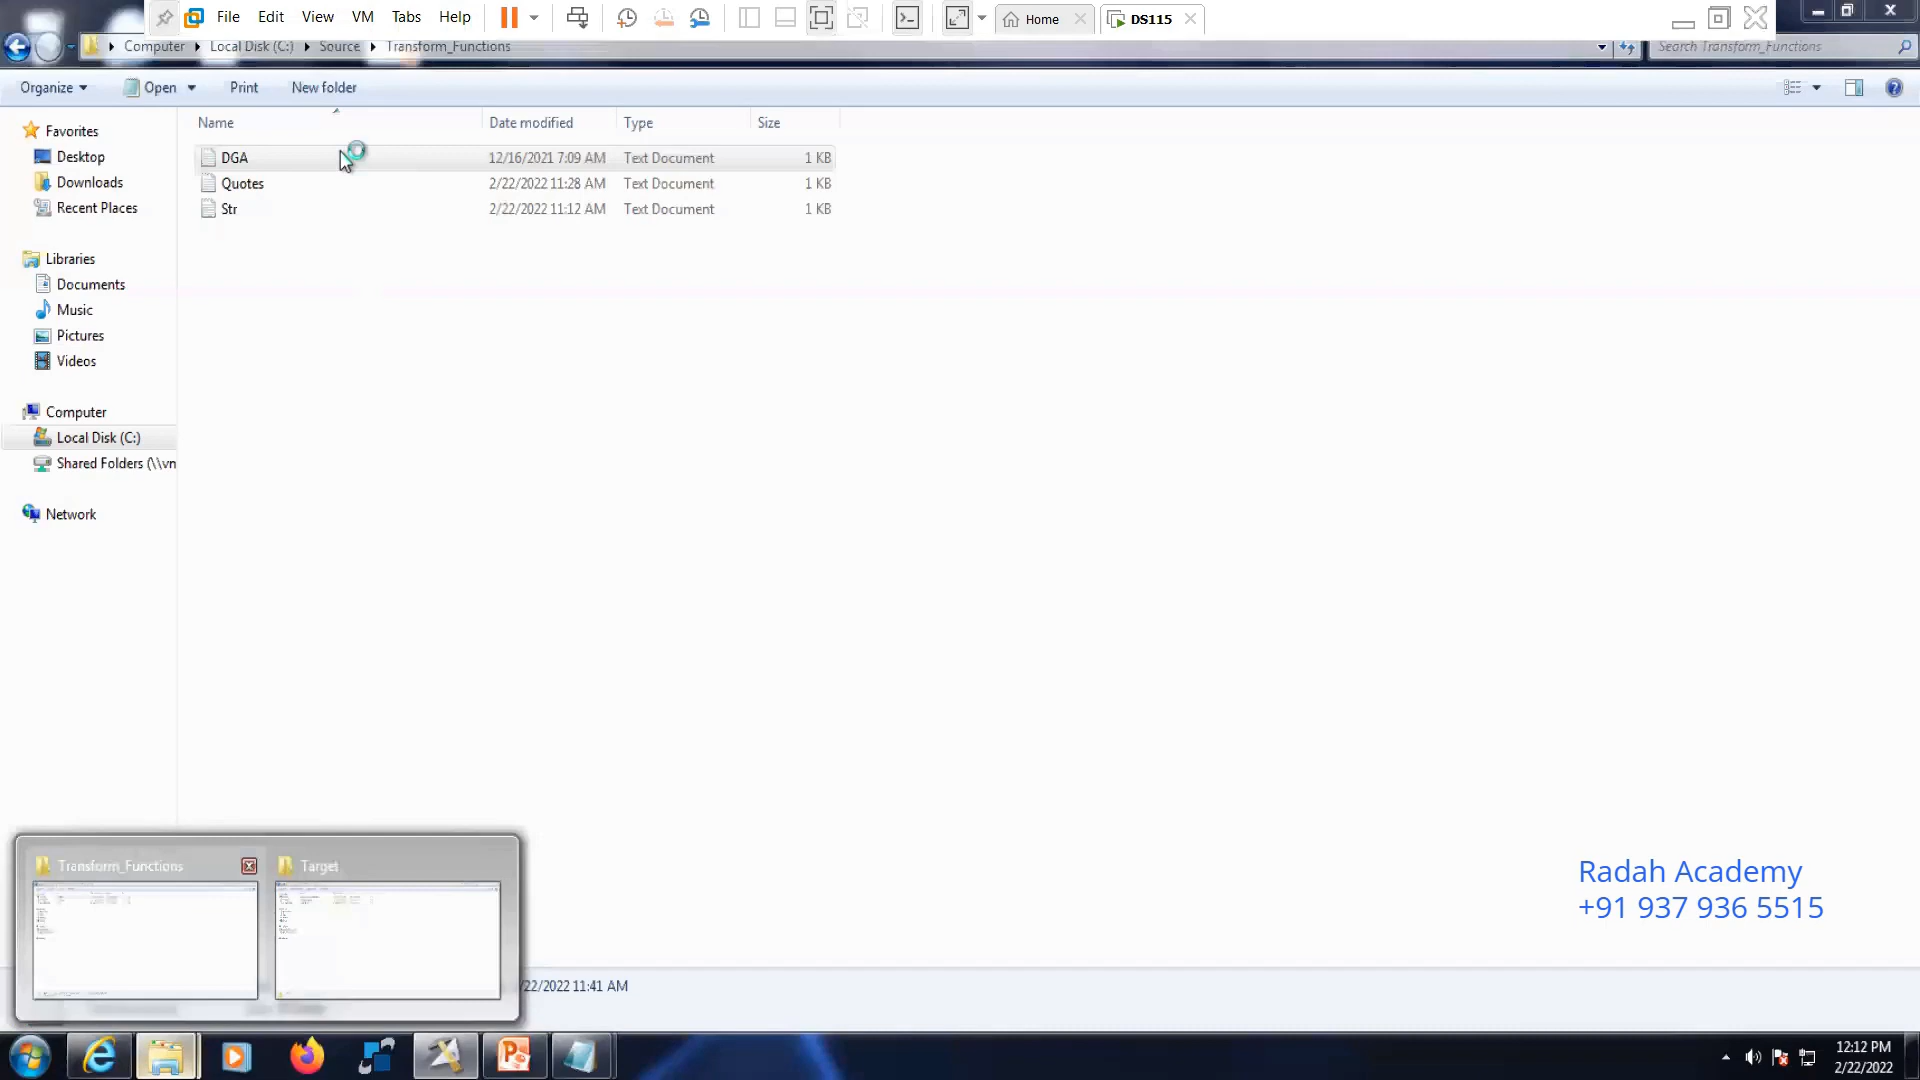 File Edit View VM Tabs Help Home DS115
Computer Local Disk (C:) Source Transform_Functions Search Transform_Functions
Organize Open Print New folder
Name Date modified Type Size
DGA 12/16/2021 7:09 AM Text Document 1 KB
Quotes 2/22/2022 11:28 AM Text Document 1 KB
Str 2/22/2022 11:12 AM Text Document 1 KB
Favorites
Desktop
Downloads
Recent Places
Libraries
Documents
Music
Pictures
Videos
Computer
Local Disk (C:)
Shared Folders (\\vn
Network
Radah Academy
+91 937 936 5515
Transform_Functions Target
/22/2022 11:41 AM
12:12 PM
2/22/2022